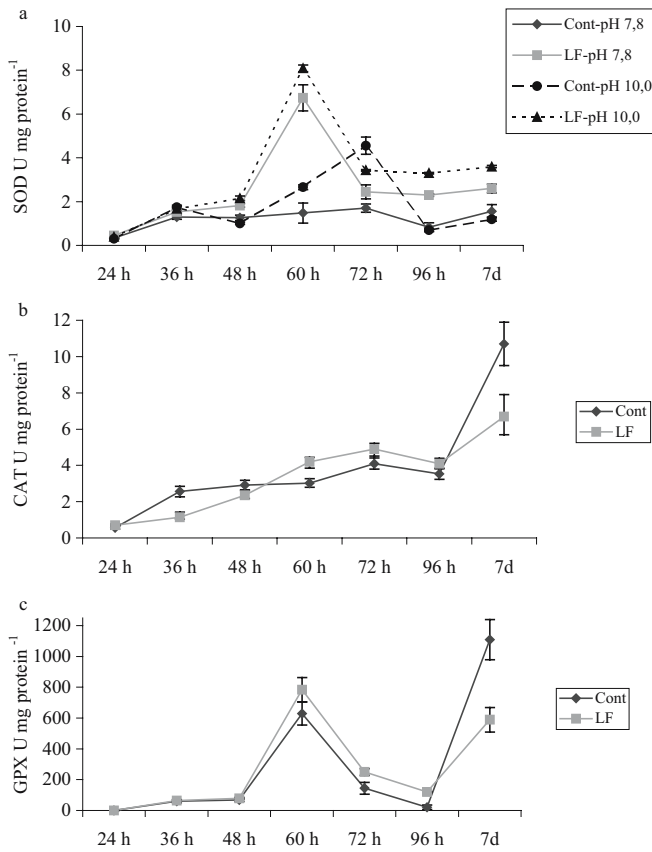 a
10
8
6
4
2
0
SOD U mg protein⁻¹
24 h 36 h 48 h 60 h 72 h 96 h 7d
Cont-pH 7,8
LF-pH 7,8
Cont-pH 10,0
LF-pH 10,0
b
12
10
8
6
4
2
0
CAT U mg protein⁻¹
24 h 36 h 48 h 60 h 72 h 96 h 7d
Cont
LF
c
1200
1000
800
600
400
200
0
GPX U mg protein⁻¹
24 h 36 h 48 h 60 h 72 h 96 h 7d
Cont
LF